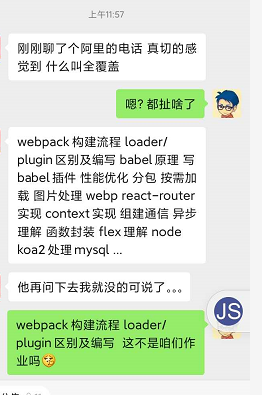 上午11:57
刚刚聊了个阿里的电话 真切的感
觉到 什么叫全覆盖
嗯? 都扯啥了
webpack 构建流程 loader/
plugin 区别及编写 babel 原理 写
babel 插件 性能优化 分包 按需加
载 图片处理 webp react-router
实现 context 实现 组建通信 异步
理解 函数封装 flex 理解 node
koa2 处理 mysql ...
他再问下去我就没的可说了。。。
JS
webpack 构建流程 loader/
plugin 区别及编写  这不是咱们作
业吗